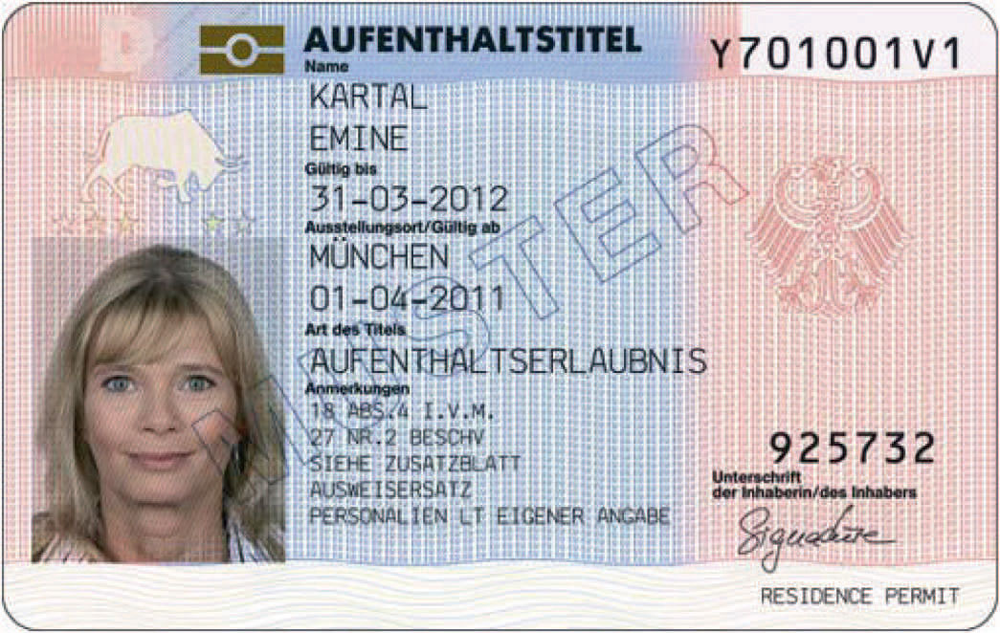 D
AUFENTHALTSTITEL
Y701001V1
Name
KARTAL
EMINE
Gültig bis
31-03-2012
Ausstellungsort/Gültig ab
MÜNCHEN
01-04-2011
Art des Titels
AUFENTHALTSERLAUBNIS
Anmerkungen
18 ABS.4 I.V.M.
27 NR.2 BESCHV
SIEHE ZUSATZBLATT
AUSWEISERSATZ
PERSONALIEN LT EIGENER ANGABE
MUSTER
925732
Unterschrift
der Inhaberin/des Inhabers
Signature
RESIDENCE PERMIT